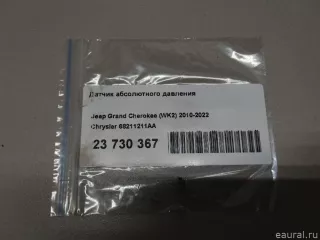 Датчик абсолютного давления
Jeep Grand Cherokee (WK2) 2010-2022
Chrysler 68211211AA
23 730 367
eaural.ru